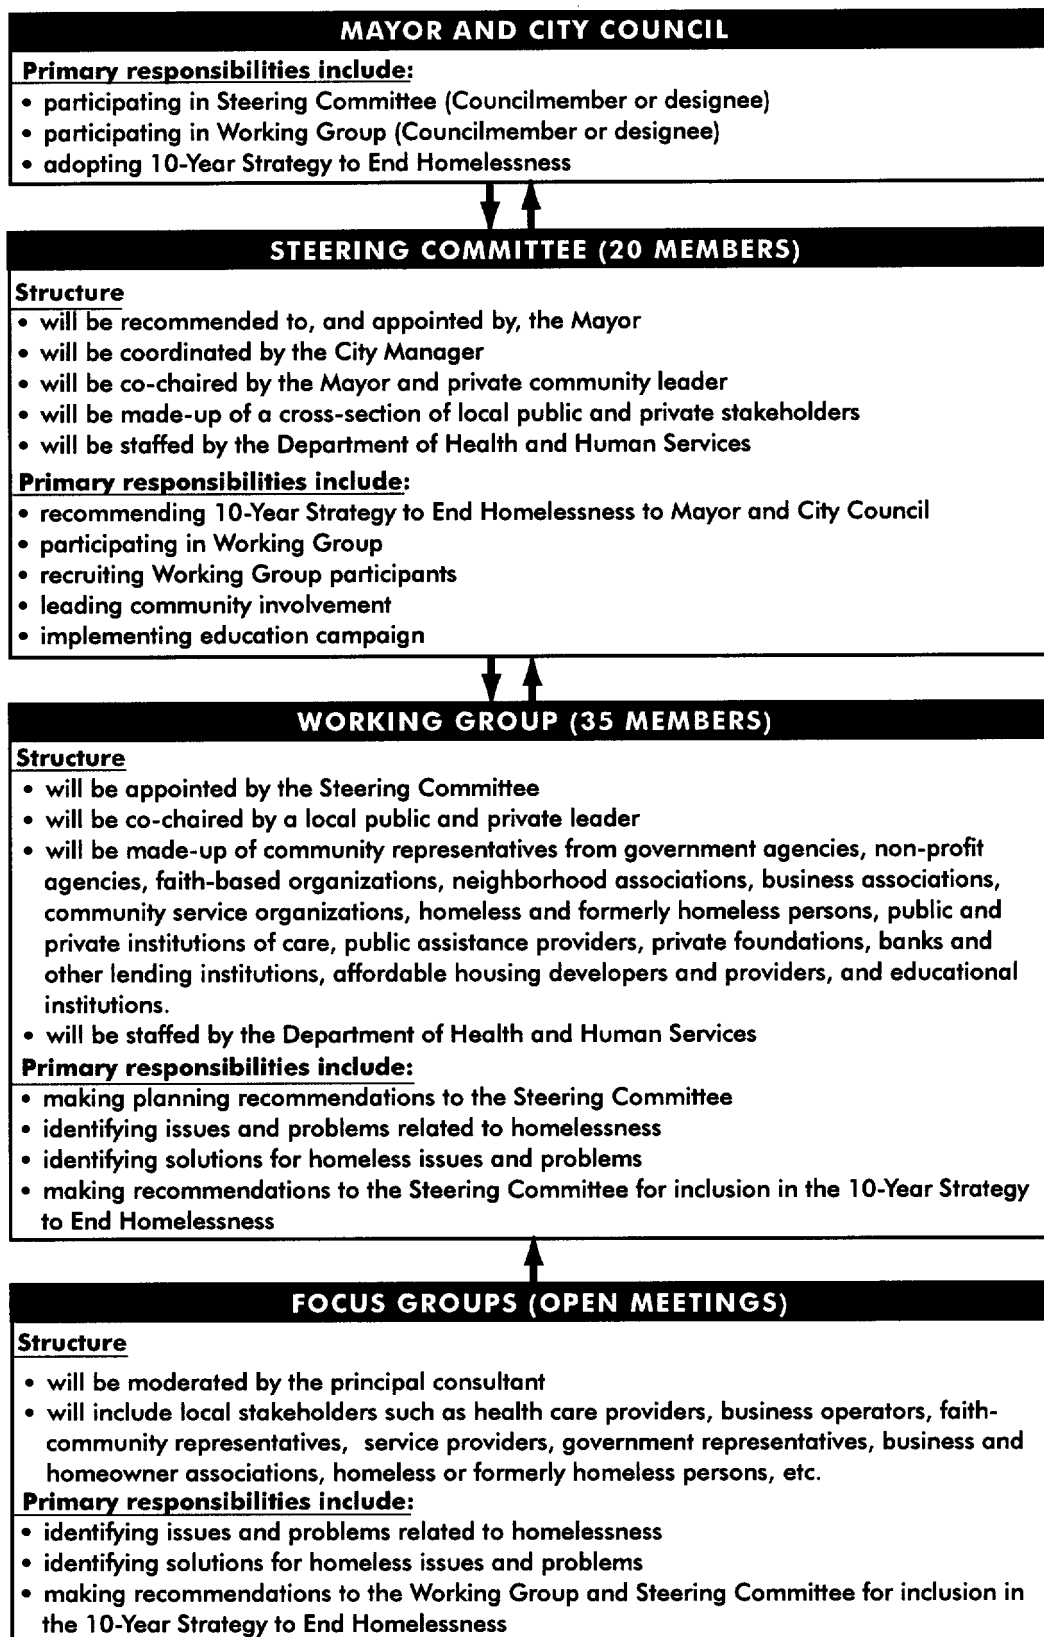 MAYOR AND CITY COUNCIL
Primary responsibilities include:
• participating in Steering Committee (Councilmember or designee)
• participating in Working Group (Councilmember or designee)
• adopting 10-Year Strategy to End Homelessness
STEERING COMMITTEE (20 MEMBERS)
Structure
• will be recommended to, and appointed by, the Mayor
• will be coordinated by the City Manager
• will be co-chaired by the Mayor and private community leader
• will be made-up of a cross-section of local public and private stakeholders
• will be staffed by the Department of Health and Human Services
Primary responsibilities include:
• recommending 10-Year Strategy to End Homelessness to Mayor and City Council
• participating in Working Group
• recruiting Working Group participants
• leading community involvement
• implementing education campaign
WORKING GROUP (35 MEMBERS)
Structure
• will be appointed by the Steering Committee
• will be co-chaired by a local public and private leader
• will be made-up of community representatives from government agencies, non-profit
agencies, faith-based organizations, neighborhood associations, business associations,
community service organizations, homeless and formerly homeless persons, public and
private institutions of care, public assistance providers, private foundations, banks and
other lending institutions, affordable housing developers and providers, and educational
institutions.
• will be staffed by the Department of Health and Human Services
Primary responsibilities include:
• making planning recommendations to the Steering Committee
• identifying issues and problems related to homelessness
• identifying solutions for homeless issues and problems
• making recommendations to the Steering Committee for inclusion in the 10-Year Strategy
to End Homelessness
FOCUS GROUPS (OPEN MEETINGS)
Structure
• will be moderated by the principal consultant
• will include local stakeholders such as health care providers, business operators, faith-
community representatives, service providers, government representatives, business and
homeowner associations, homeless or formerly homeless persons, etc.
Primary responsibilities include:
• identifying issues and problems related to homelessness
• identifying solutions for homeless issues and problems
• making recommendations to the Working Group and Steering Committee for inclusion in
the 10-Year Strategy to End Homelessness